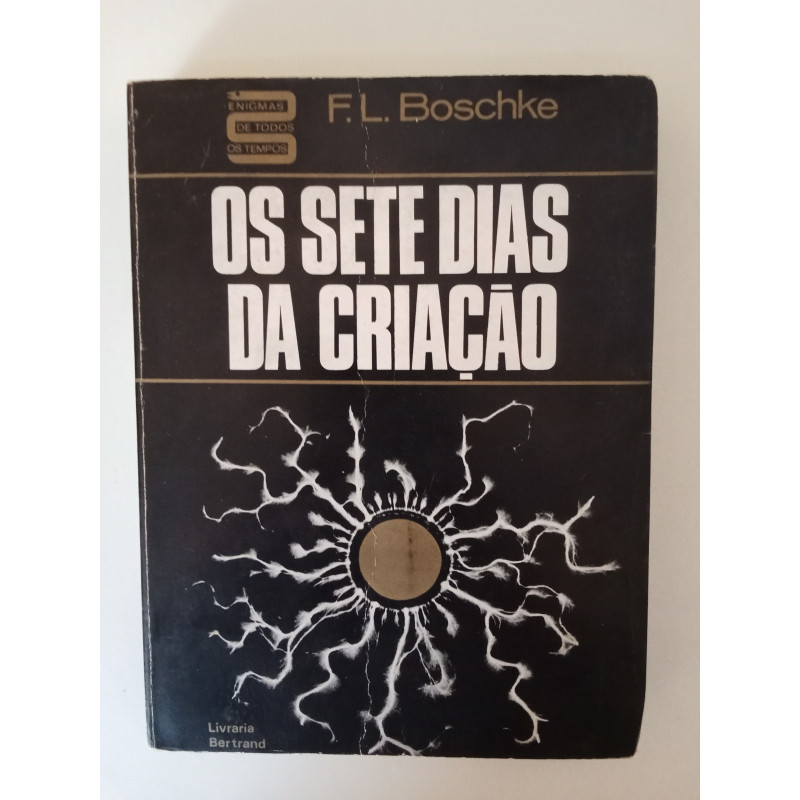 ENIGMAS
DE TODOS
OS TEMPOS
F. L. Boschke
OS SETE DIAS
DA CRIAÇÃO
Livraria
Bertrand